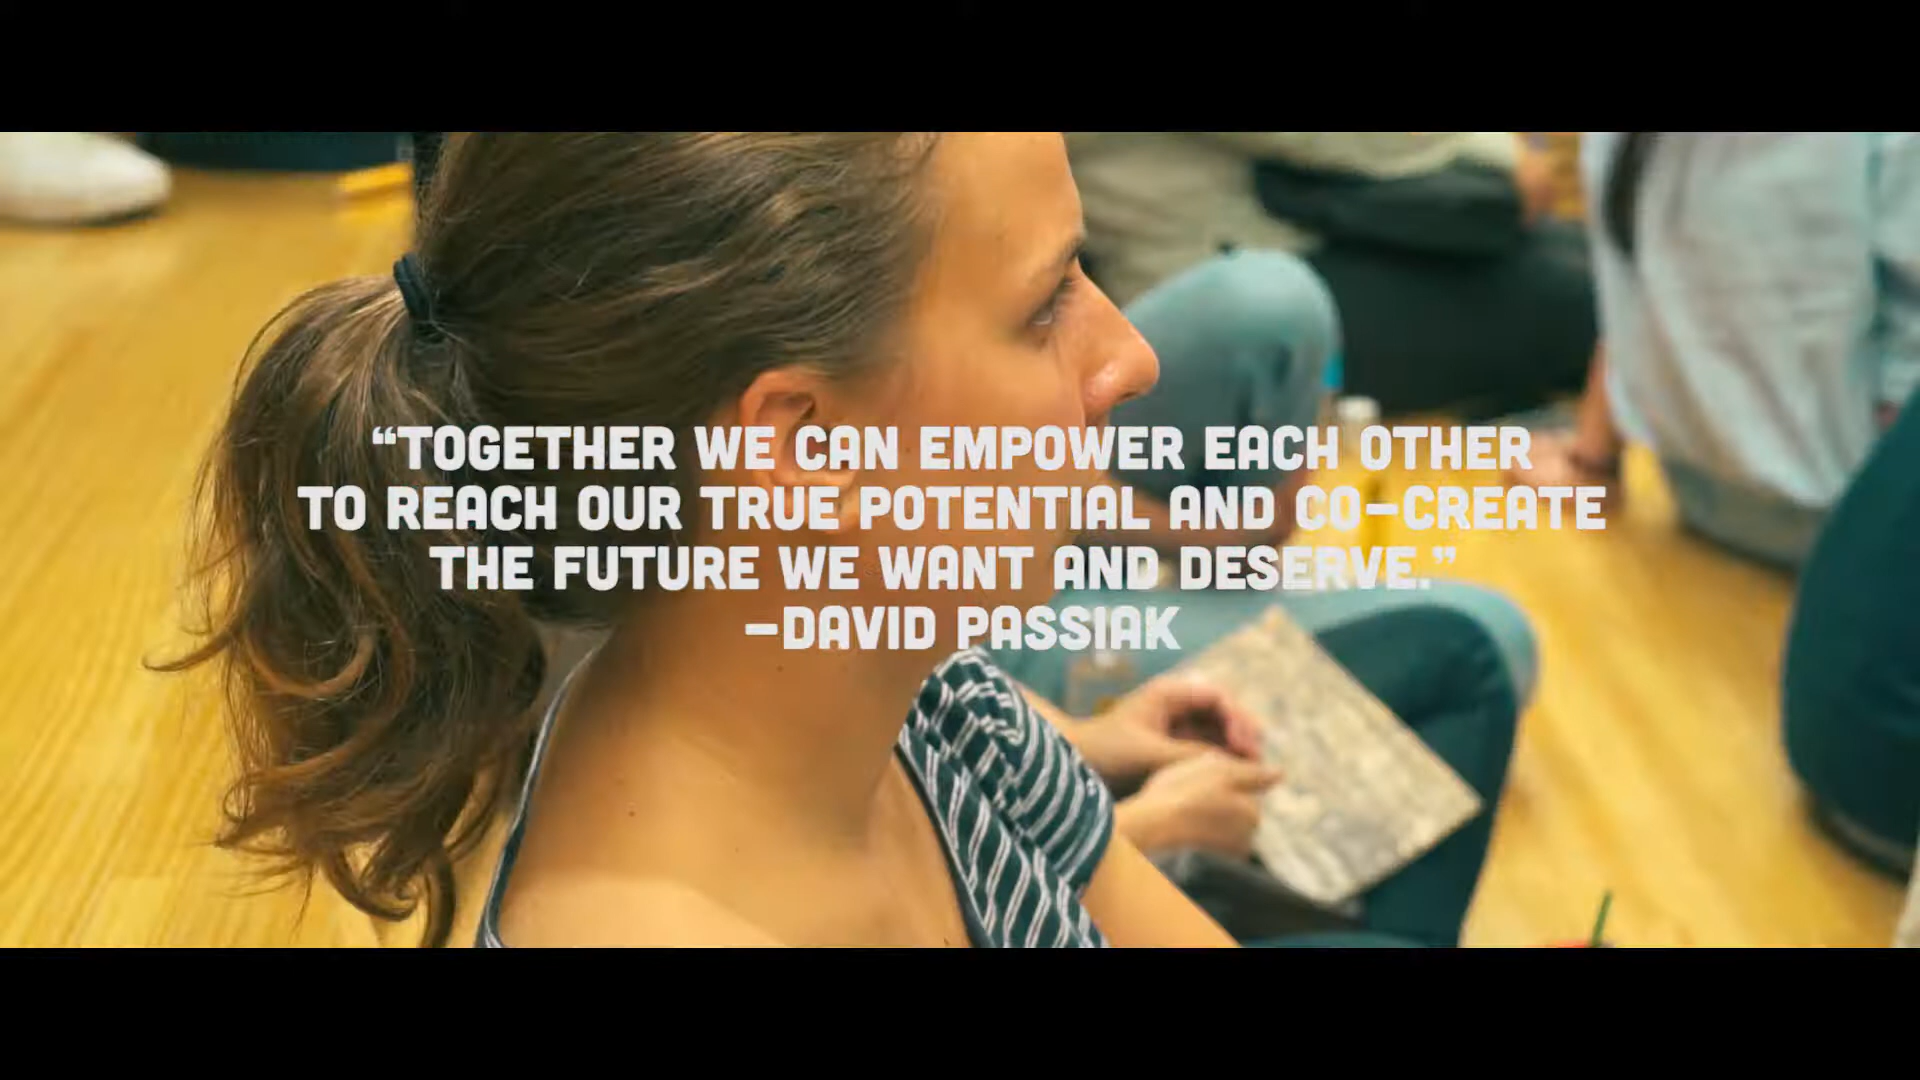 “TOGETHER WE CAN EMPOWER EACH OTHER
TO REACH OUR TRUE POTENTIAL AND CO-CREATE
THE FUTURE WE WANT AND DESERVE.”
-DAVID PASSIAK